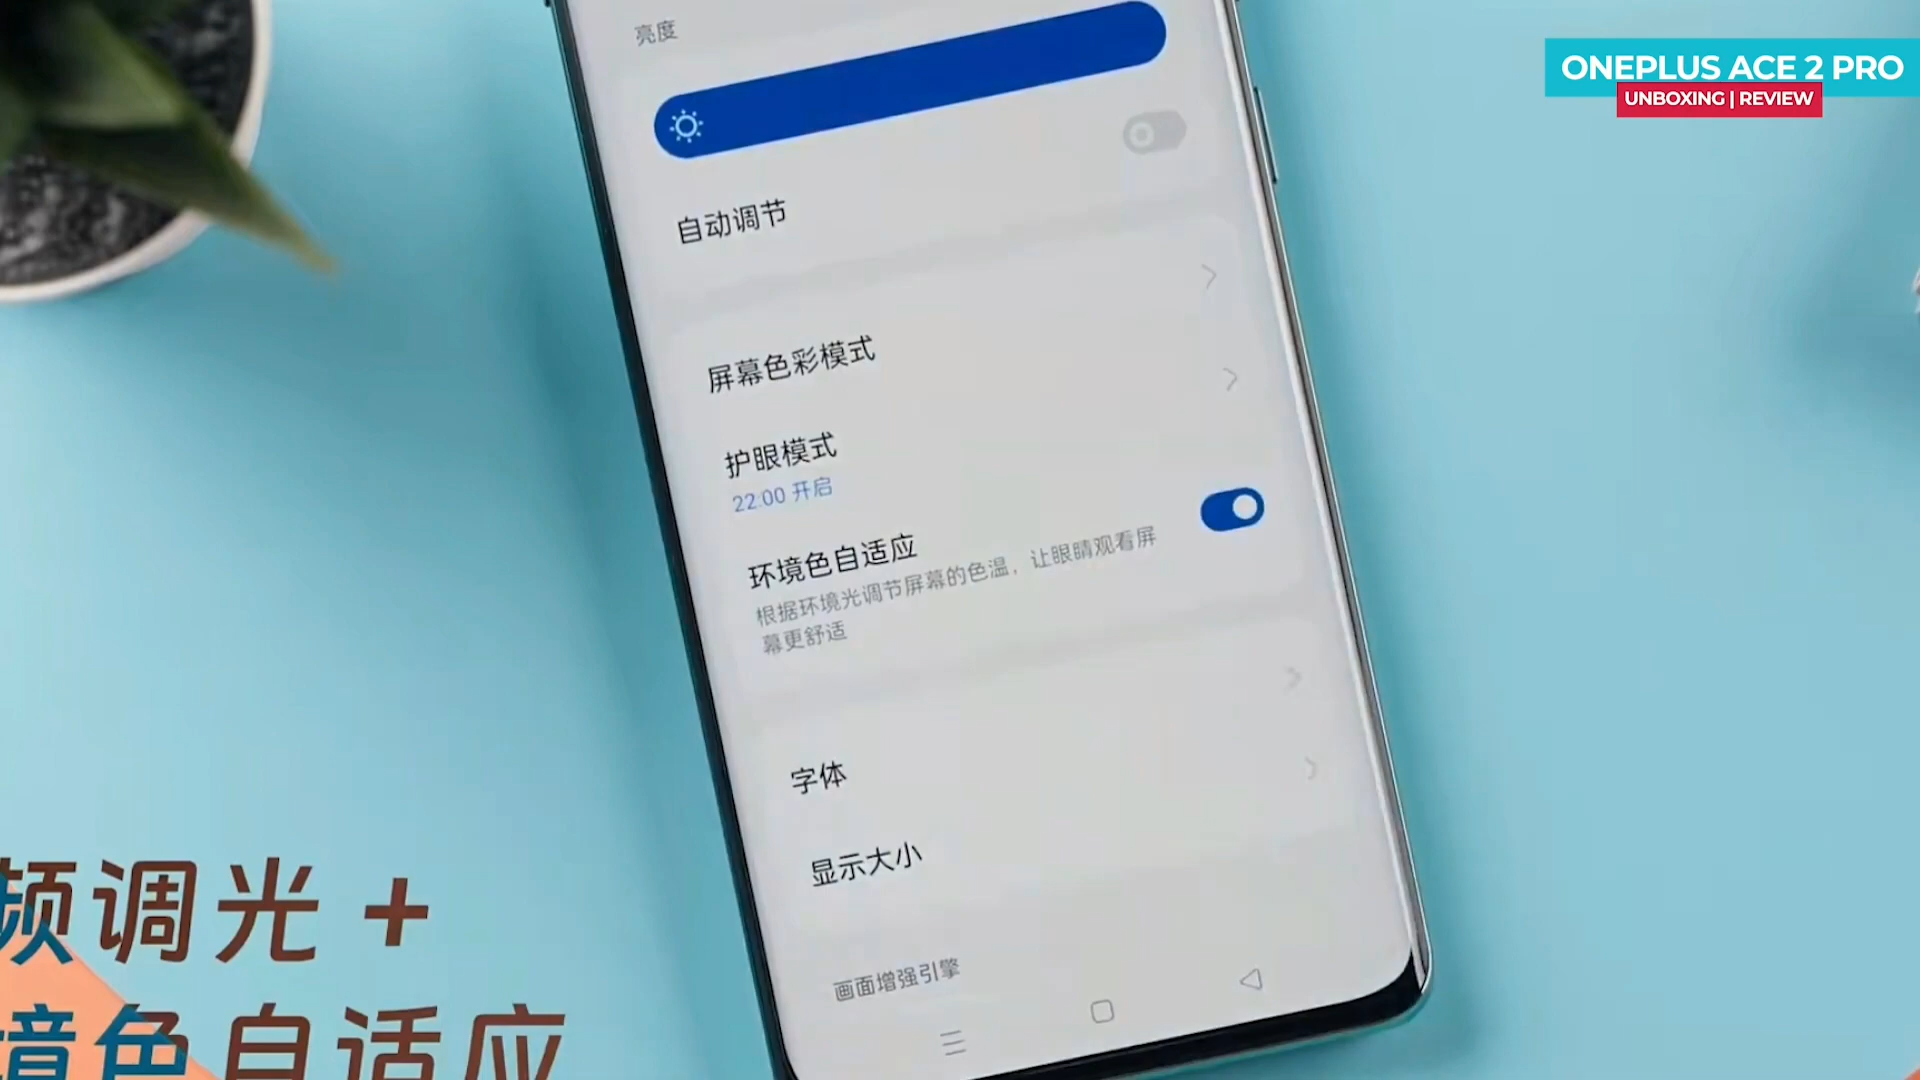 ONEPLUS ACE 2 PRO
UNBOXING | REVIEW
亮度
自动调节
屏幕色彩模式
护眼模式
22:00 开启
环境色自适应
根据环境光调节屏幕的色温，让眼睛观看屏
幕更舒适
字体
显示大小
画面增强引擎
频调光 +
境色自适应